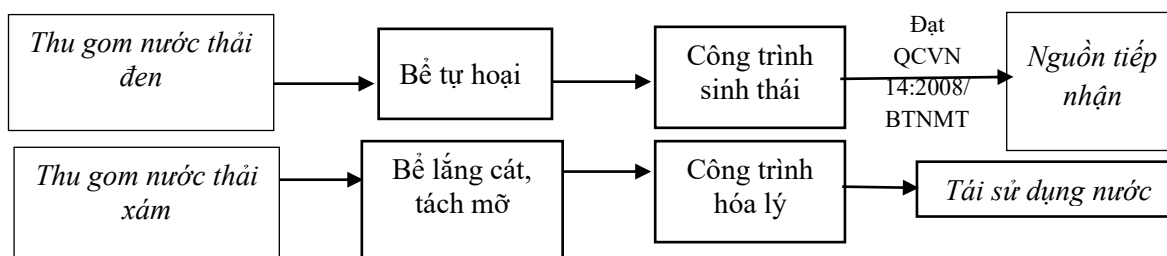 Thu gom nước thải
đen
Bể tự hoại
Công trình
sinh thái
Đạt
QCVN
14:2008/
BTNMT
Nguồn tiếp
nhận
Thu gom nước thải
xám
Bể lắng cát,
tách mỡ
Công trình
hóa lý
Tái sử dụng nước